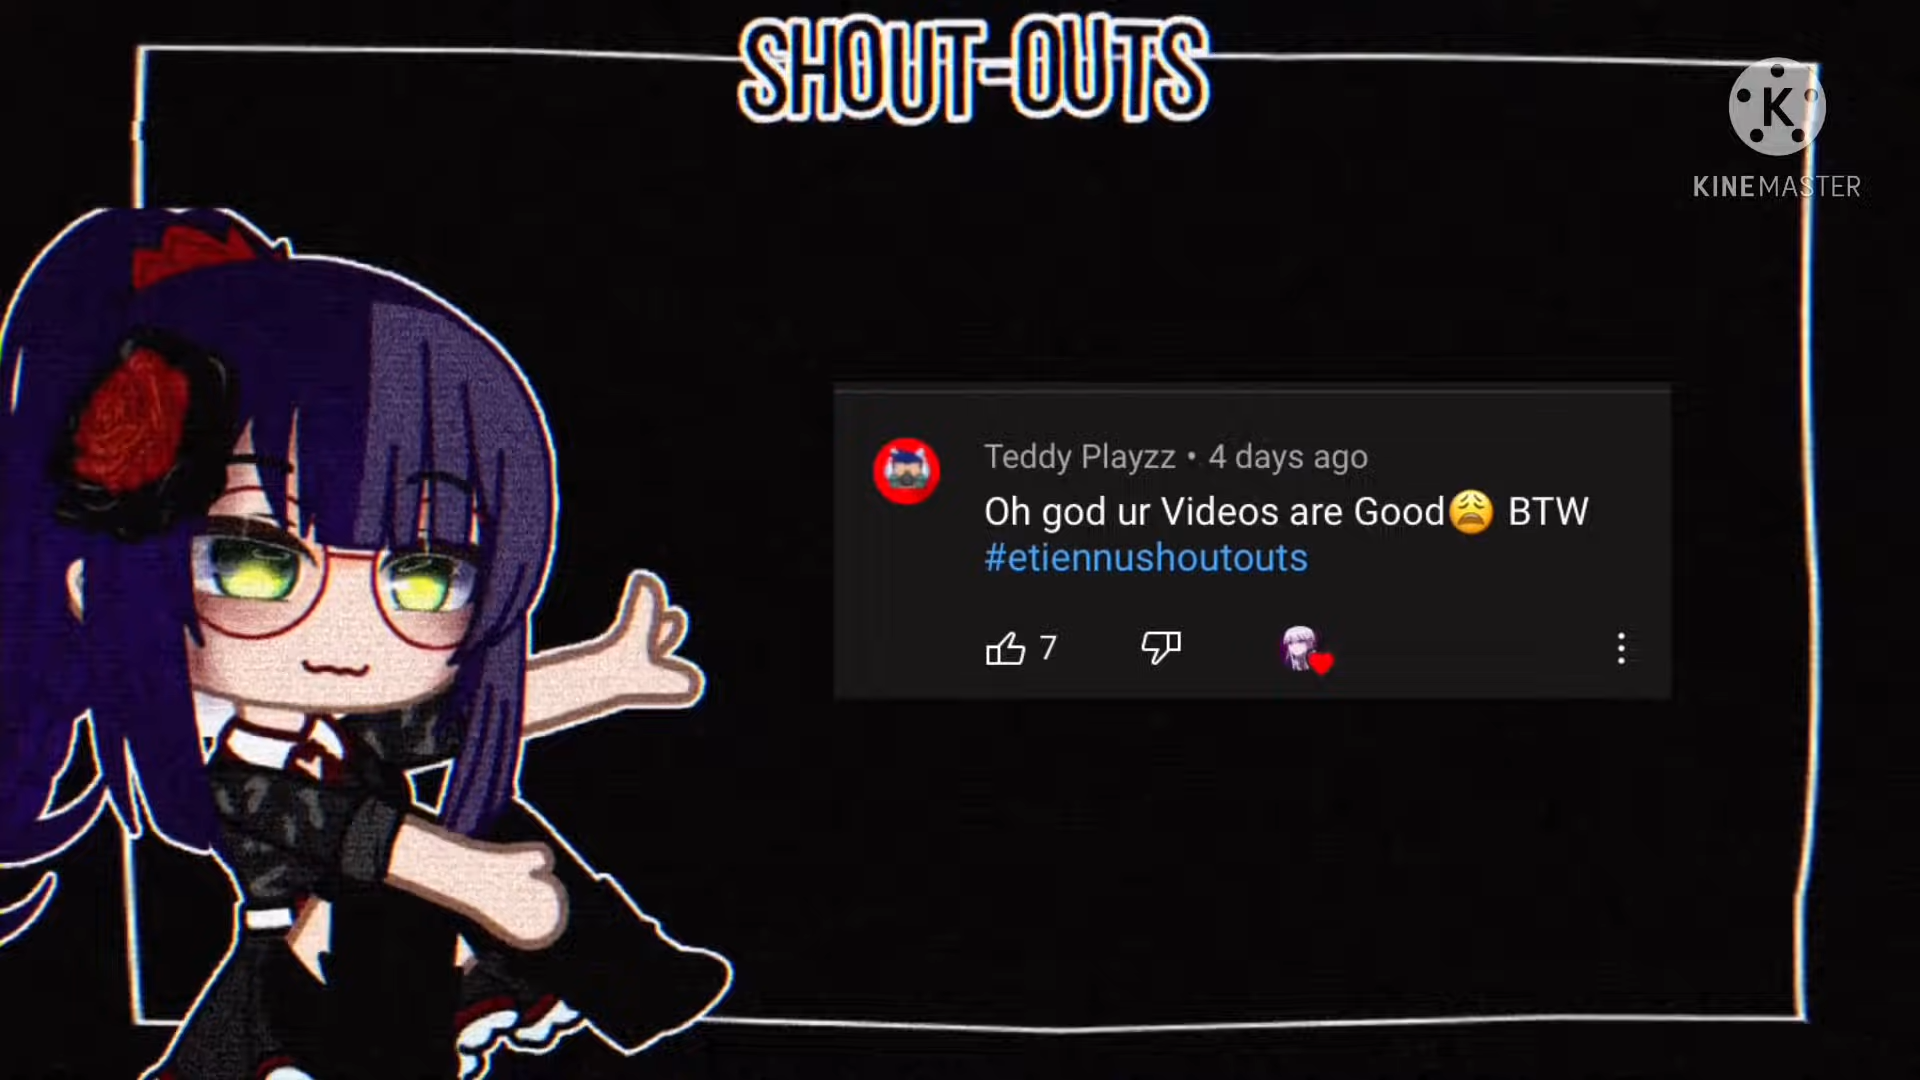 SHOUT-OUTS
K
KINEMASTER
Teddy Playzz • 4 days ago
Oh god ur Videos are Good😩 BTW
#etiennushoutouts
7